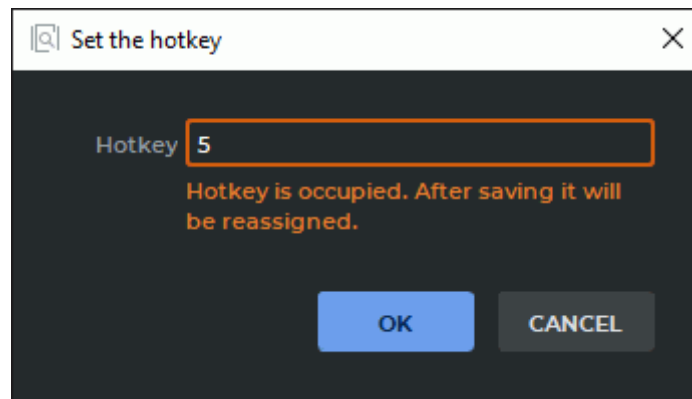 Set the hotkey
Hotkey 5
Hotkey is occupied. After saving it will
be reassigned.
OK CANCEL